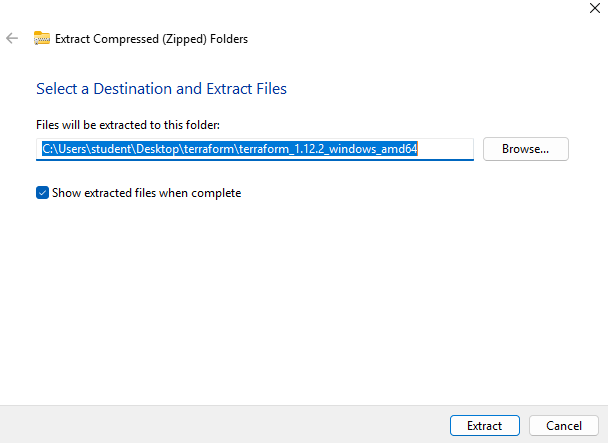 Extract Compressed (Zipped) Folders
Select a Destination and Extract Files
Files will be extracted to this folder:
C:\Users\student\Desktop\terraform\terraform_1.12.2_windows_amd64
Browse...
Show extracted files when complete
Extract
Cancel